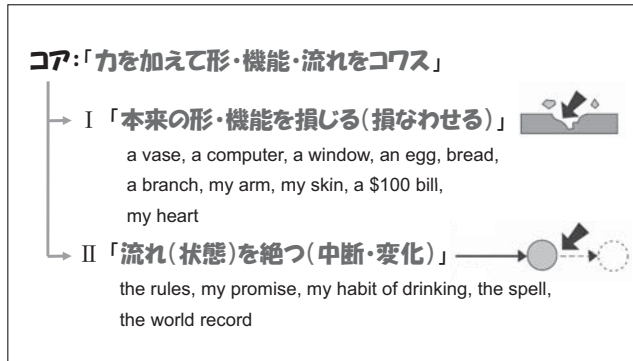 コア:「力を加えて形・機能・流れをコワス」
Ⅰ「本来の形・機能を損じる(損なわせる)」
a vase, a computer, a window, an egg, bread,
a branch, my arm, my skin, a $100 bill,
my heart
Ⅱ「流れ(状態)を絶つ(中断・変化)」
the rules, my promise, my habit of drinking, the spell,
the world record